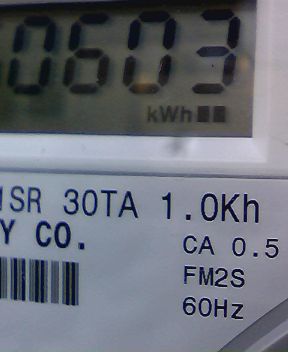 0603
kWh
SR 30TA 1.0Kh
Y CO.
CA 0.5
FM2S
60Hz